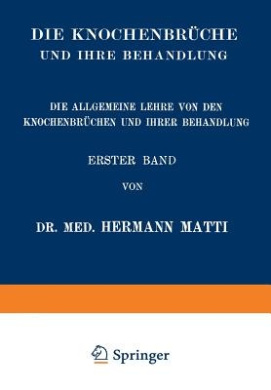 DIE KNOCHENBRÜCHE
UND IHRE BEHANDLUNG
DIE ALLGEMEINE LEHRE VON DEN
KNOCHENBRÜCHEN UND IHRER BEHANDLUNG
ERSTER BAND
VON
DR. MED. HERMANN MATTI
Springer